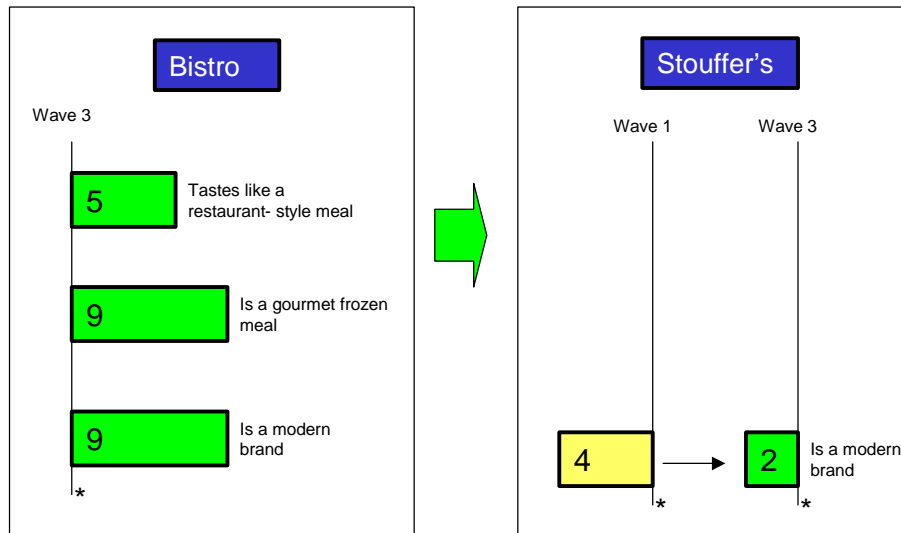 Bistro
Wave 3
5
Tastes like a
restaurant- style meal
9
Is a gourmet frozen
meal
9
Is a modern
brand
*
Stouffer's
Wave 1
Wave 3
4
2
Is a modern
brand
*
*